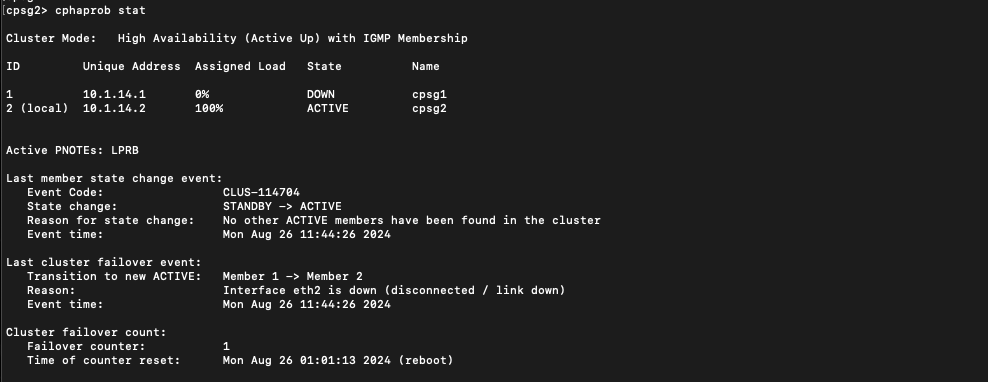 [cpsg2> cphaprob stat
Cluster Mode:   High Availability (Active Up) with IGMP Membership
ID         Unique Address  Assigned Load   State          Name
1          10.1.14.1       0%              DOWN           cpsg1
2 (local)  10.1.14.2       100%            ACTIVE         cpsg2
Active PNOTEs: LPRB
Last member state change event:
   Event Code:                 CLUS-114704
   State change:               STANDBY -> ACTIVE
   Reason for state change:    No other ACTIVE members have been found in the cluster
   Event time:                 Mon Aug 26 11:44:26 2024
Last cluster failover event:
   Transition to new ACTIVE:   Member 1 -> Member 2
   Reason:                     Interface eth2 is down (disconnected / link down)
   Event time:                 Mon Aug 26 11:44:26 2024
Cluster failover count:
   Failover counter:           1
   Time of counter reset:      Mon Aug 26 01:01:13 2024 (reboot)